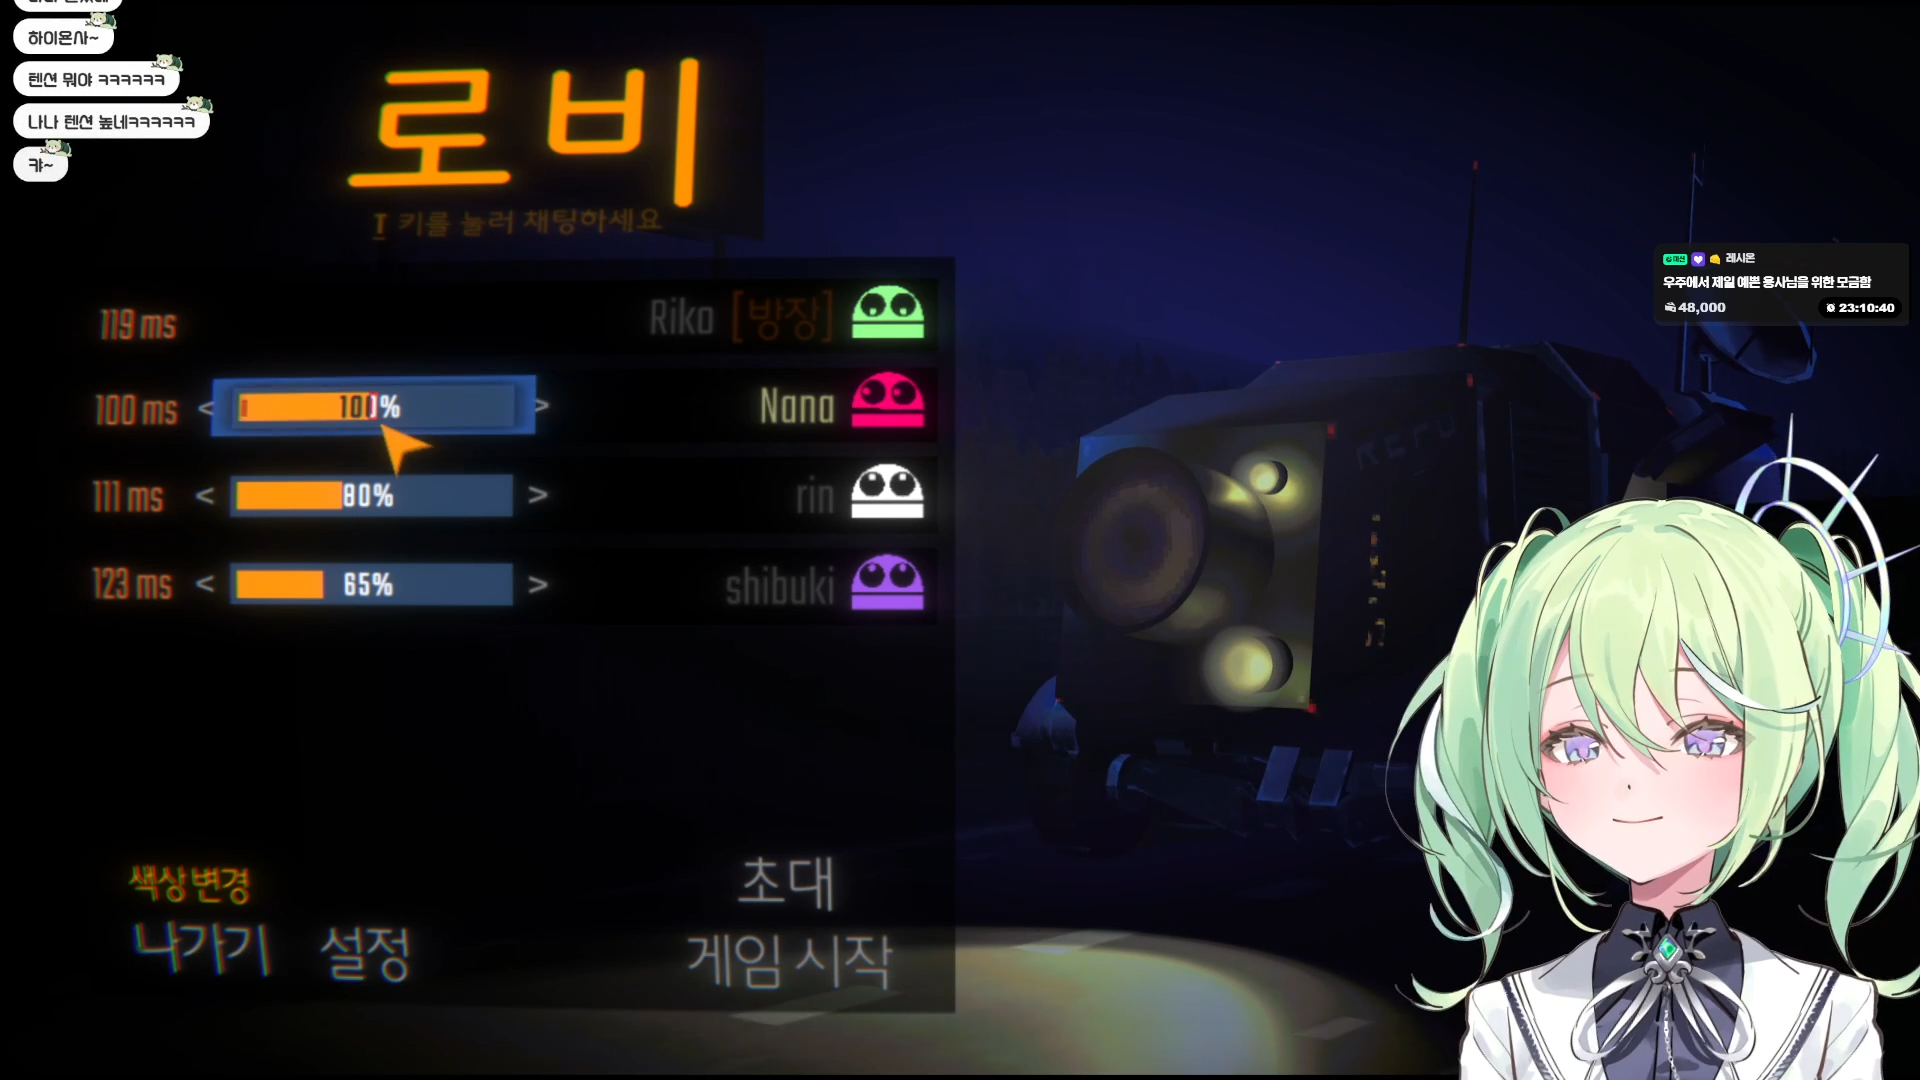 하이욘사~
텐션 뭐야 ㅋㅋㅋㅋㅋㅋ
나나 텐션 높네ㅋㅋㅋㅋㅋㅋ
캬~
로비
T 키를 눌러 채팅하세요
119 ms
Riko [방장]
100 ms < 100% > Nana
111 ms < 80% > rin
123 ms < 65% > shibuki
색상 변경
나가기
설정
초대
게임 시작
미션 레시온
우주에서 제일 예쁜 용사님을 위한 모금함
48,000
23:10:40